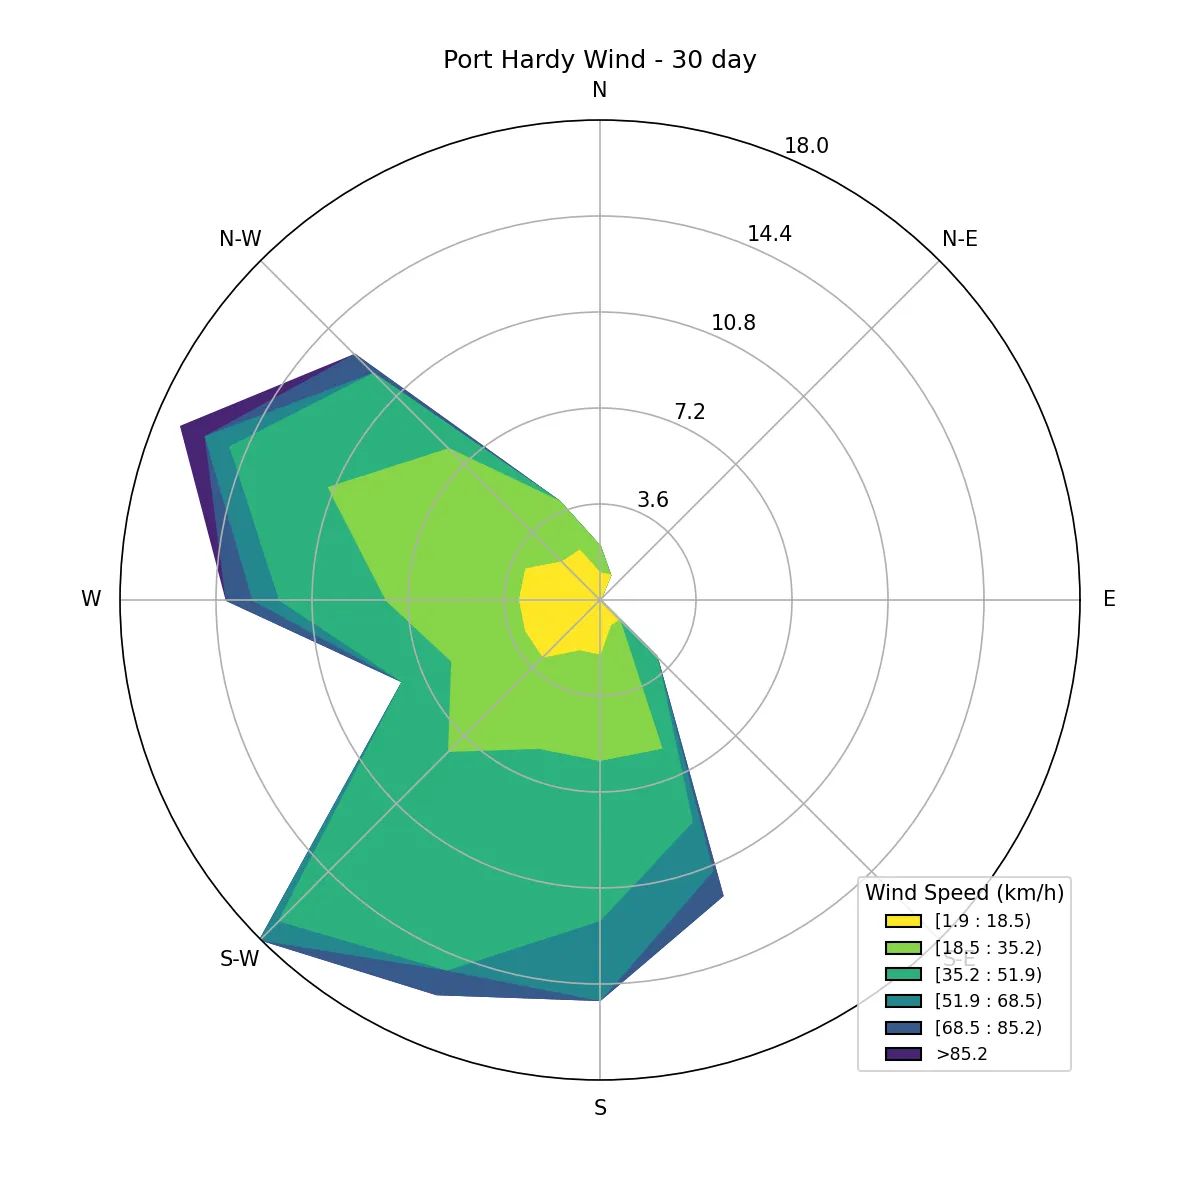 Port Hardy Wind - 30 day
N
18.0
14.4
N-W
N-E
10.8
7.2
3.6
W
E
Wind Speed (km/h)
[1.9 : 18.5)
[18.5 : 35.2)
S-W
S-E
[35.2 : 51.9)
[51.9 : 68.5)
[68.5 : 85.2)
>85.2
S